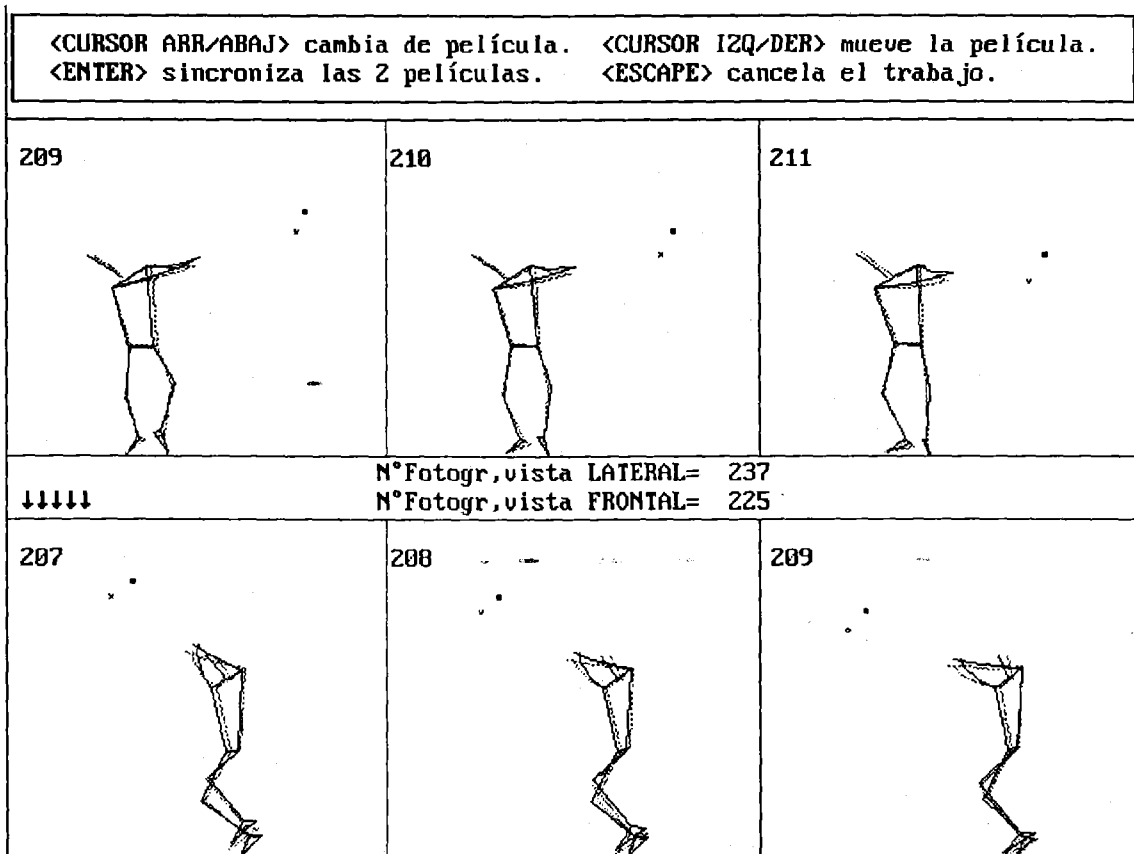 <CURSOR ARR/ABAJ> cambia de película. <CURSOR IZQ/DER> mueve la película.
<ENTER> sincroniza las 2 películas. <ESCAPE> cancela el trabajo.
209 210 211
N°Fotogr,vista LATERAL= 237
↓↓↓↓↓ N°Fotogr,vista FRONTAL= 225
207 208 209